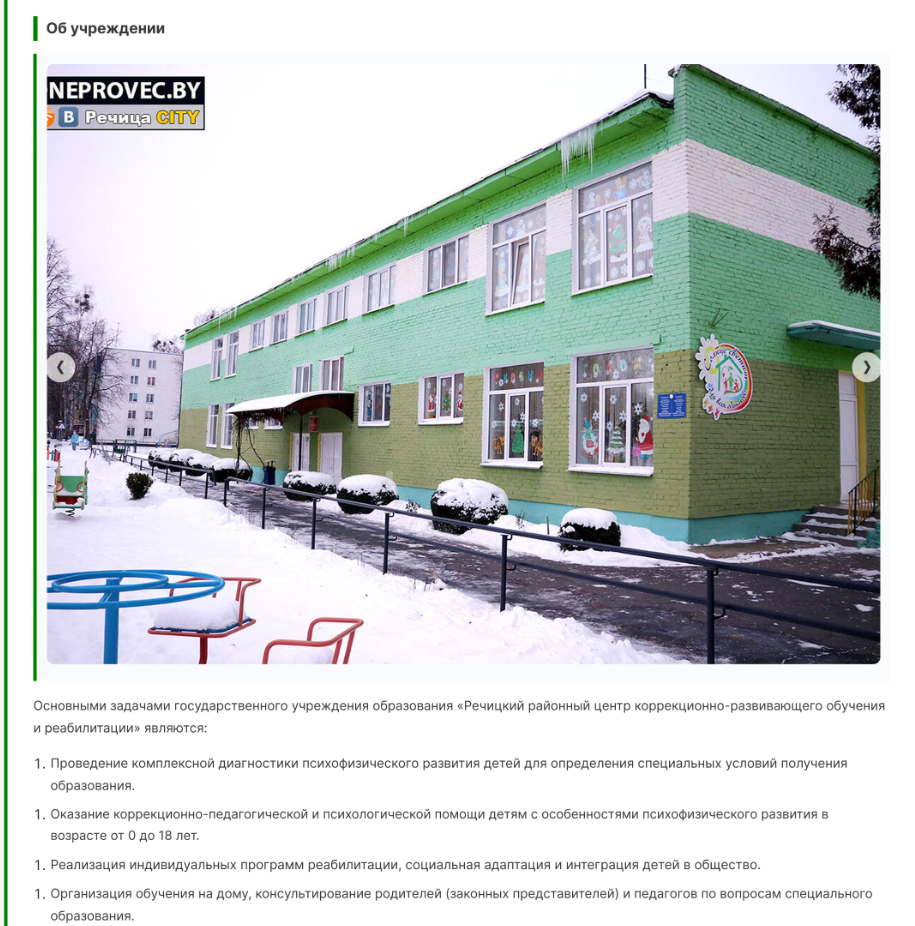 Об учреждении
NEPROVEC.BY
В Речица CITY
Солнце светит
Основными задачами государственного учреждения образования «Речицкий районный центр коррекционно-развивающего обучения
и реабилитации» являются:
1. Проведение комплексной диагностики психофизического развития детей для определения специальных условий получения
образования.
1. Оказание коррекционно-педагогической и психологической помощи детям с особенностями психофизического развития в
возрасте от 0 до 18 лет.
1. Реализация индивидуальных программ реабилитации, социальная адаптация и интеграция детей в общество.
1. Организация обучения на дому, консультирование родителей (законных представителей) и педагогов по вопросам специального
образования.